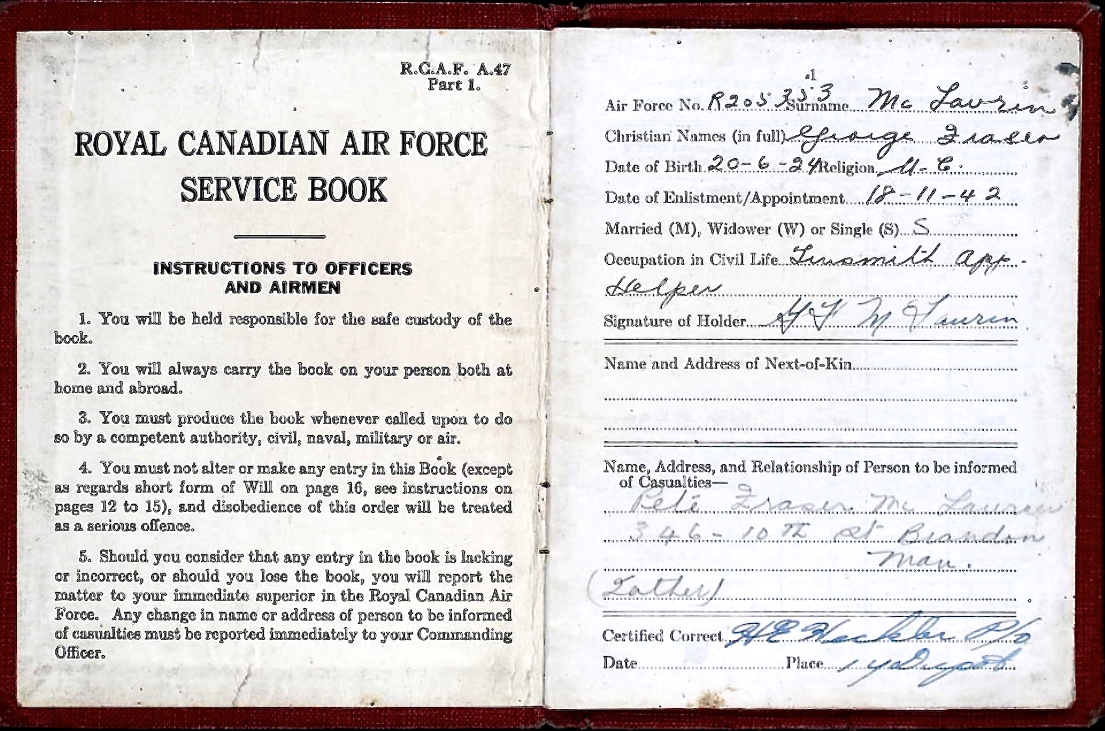 R.C.A.F. A.47
Part 1.
ROYAL CANADIAN AIR FORCE
SERVICE BOOK
INSTRUCTIONS TO OFFICERS
AND AIRMEN
1. You will be held responsible for the safe custody of the
book.
2. You will always carry the book on your person both at
home and abroad.
3. You must produce the book whenever called upon to do
so by a competent authority, civil, naval, military or air.
4. You must not alter or make any entry in this Book (except
as regards short form of Will on page 16, see instructions on
pages 12 to 15), and disobedience of this order will be treated
as a serious offence.
5. Should you consider that any entry in the book is lacking
or incorrect, or should you lose the book, you will report the
matter to your immediate superior in the Royal Canadian Air
Force. Any change in name or address of person to be informed
of casualties must be reported immediately to your Commanding
Officer.
1
Air Force No. R205353 Surname Mc Laurin
Christian Names (in full) George Fraser
Date of Birth 20-6-24 Religion U.C.
Date of Enlistment/Appointment 18-11-42
Married (M), Widower (W) or Single (S) S
Occupation in Civil Life Tinsmith App.
Helper
Signature of Holder G F McLaurin
Name and Address of Next-of-Kin
Name, Address, and Relationship of Person to be informed
of Casualties—
Pete Fraser Mc Laurin
346-10TH St Brandon
Man.
(Father)
Certified Correct HE P/O
Date Place Depot